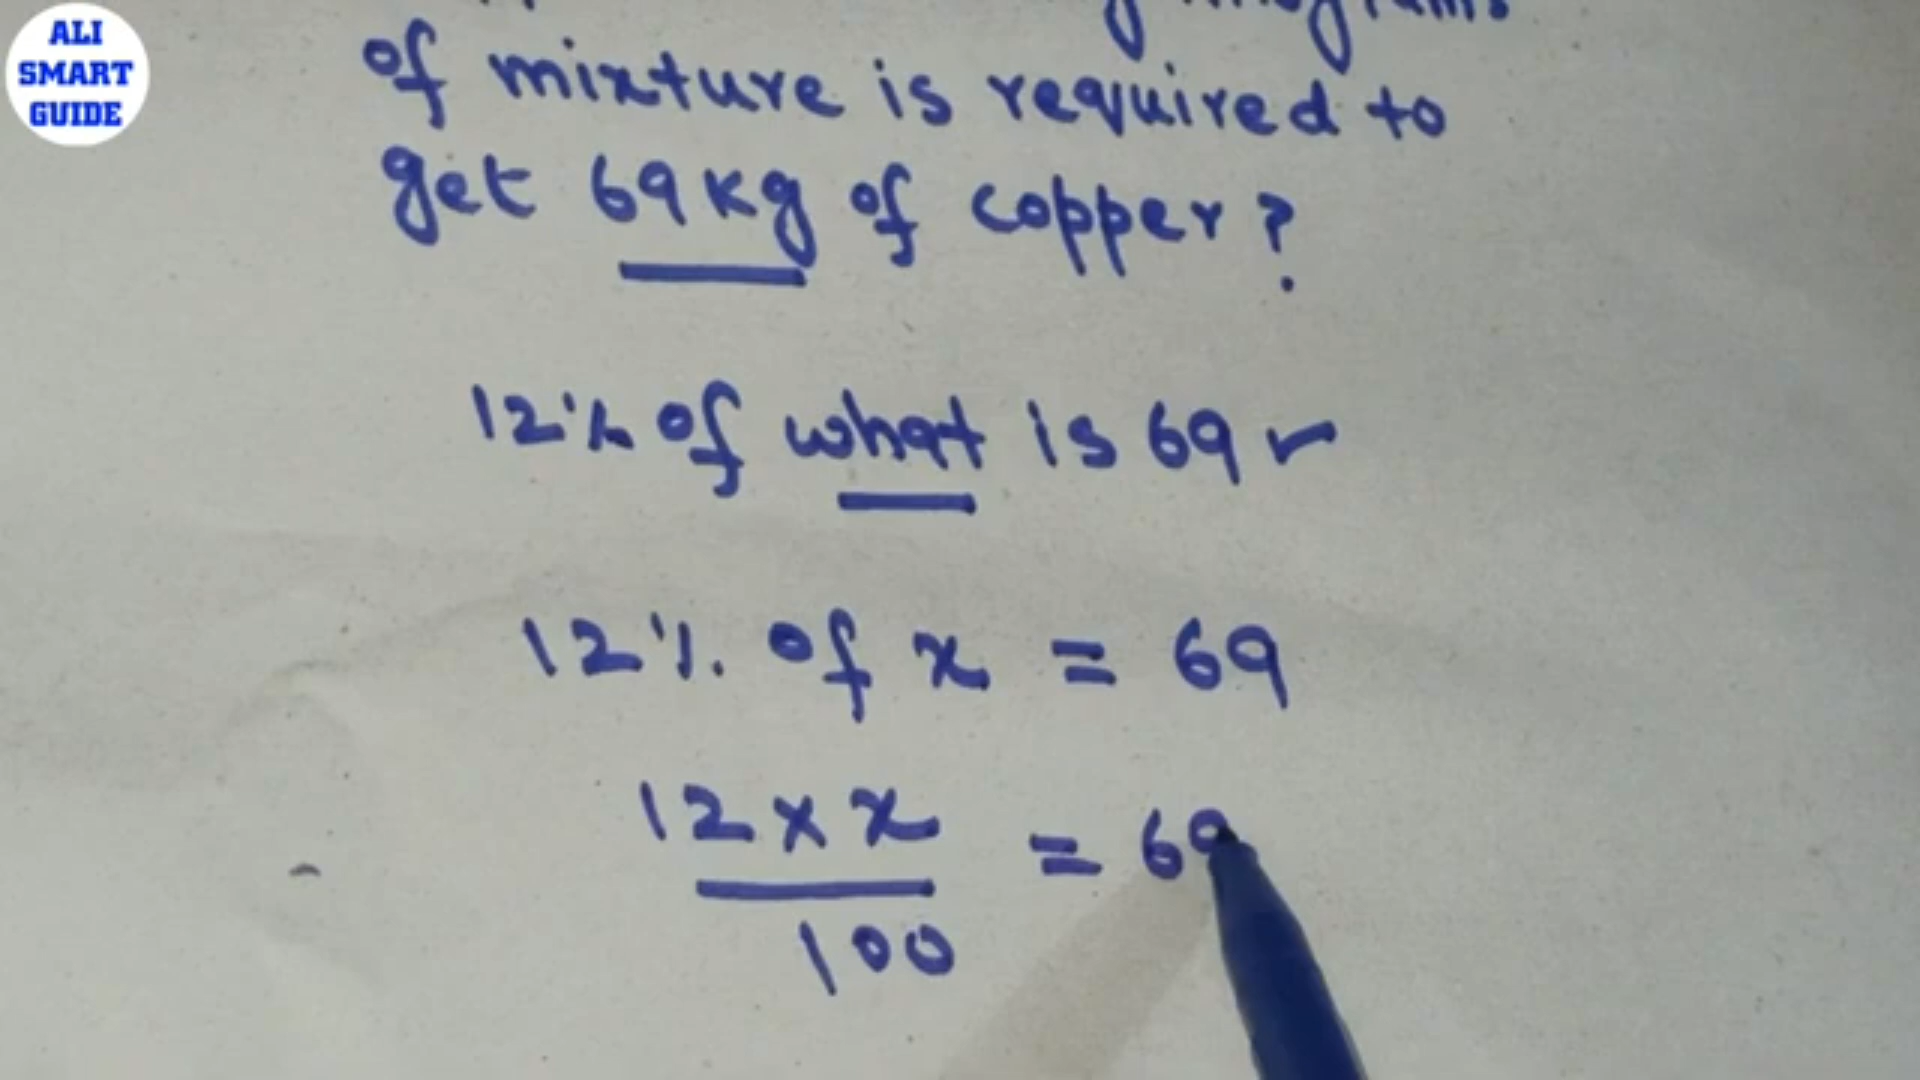 ALI
SMART
GUIDE
of mixture is required to
get 69 kg of copper?
12% of what is 69 ✓
12% of x = 69
12 × x
= 69
100